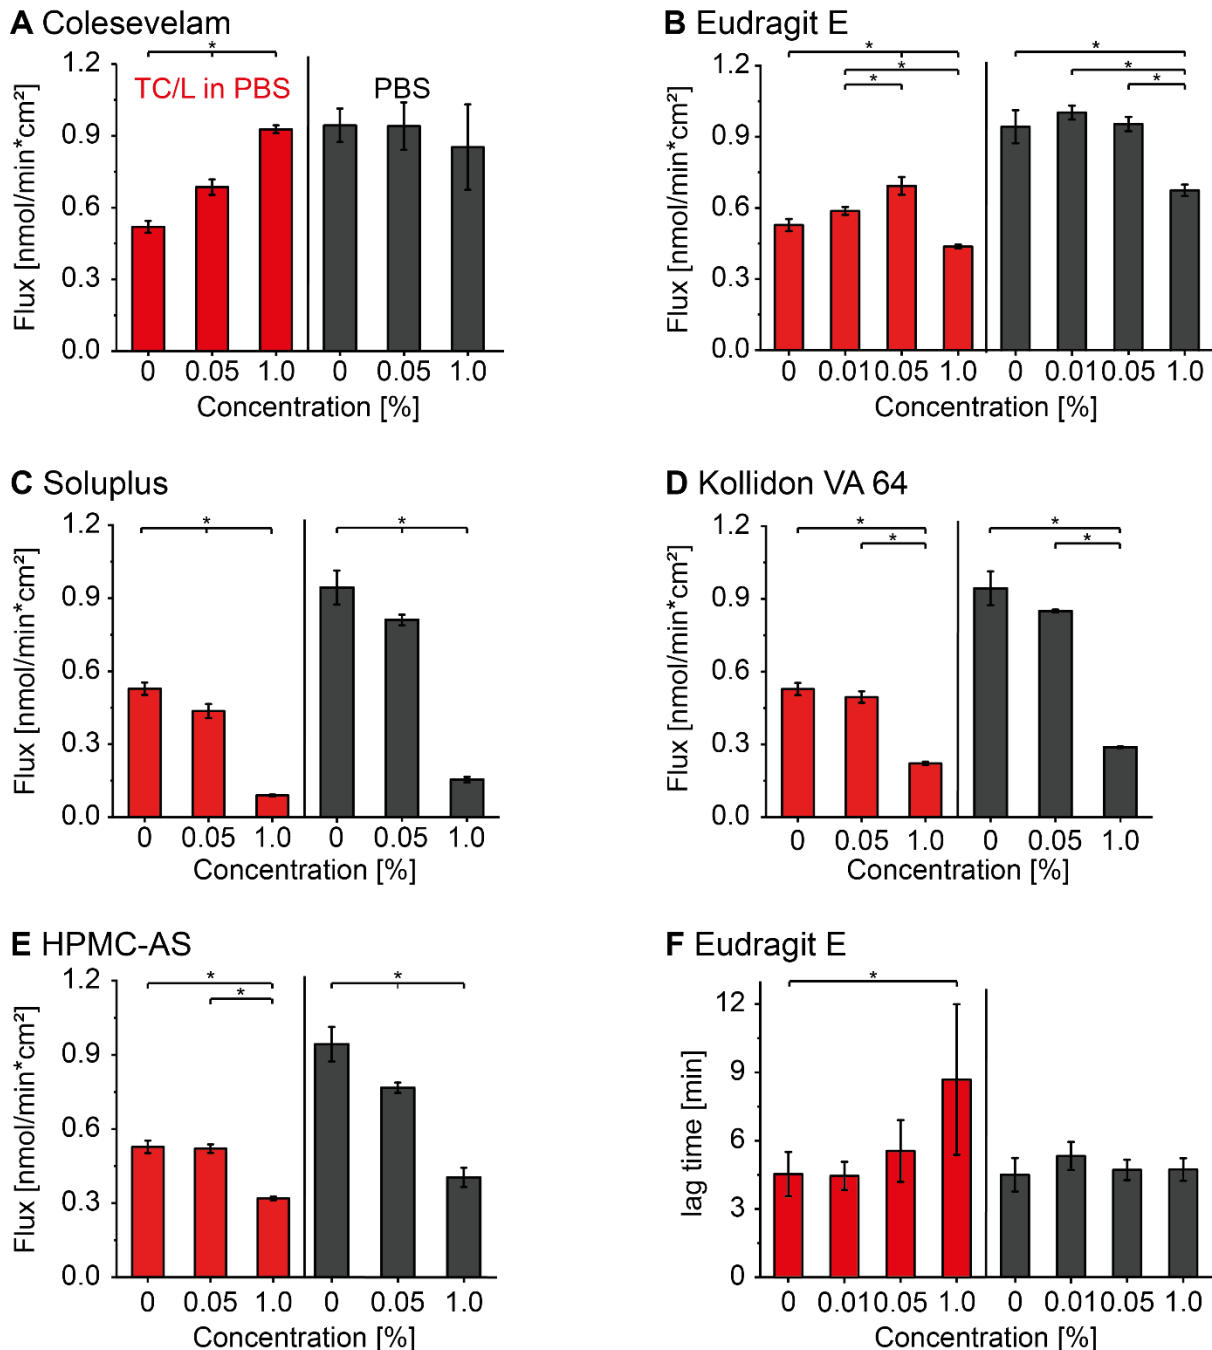 A Colesevelam
*
1.2
0.9
0.6
0.3
0.0
Flux [nmol/min*cm²]
TC/L in PBS
PBS
0 0.05 1.0 0 0.05 1.0
Concentration [%]
B Eudragit E
* *
* *
* *
1.2
0.9
0.6
0.3
0.0
Flux [nmol/min*cm²]
0 0.01 0.05 1.0 0 0.01 0.05 1.0
Concentration [%]
C Soluplus
* *
1.2
0.9
0.6
0.3
0.0
Flux [nmol/min*cm²]
0 0.05 1.0 0 0.05 1.0
Concentration [%]
D Kollidon VA 64
* *
* *
1.2
0.9
0.6
0.3
0.0
Flux [nmol/min*cm²]
0 0.05 1.0 0 0.05 1.0
Concentration [%]
E HPMC-AS
* *
*
1.2
0.9
0.6
0.3
0.0
Flux [nmol/min*cm²]
0 0.05 1.0 0 0.05 1.0
Concentration [%]
F Eudragit E
*
12
9
6
3
0
lag time [min]
0 0.01 0.05 1.0 0 0.01 0.05 1.0
Concentration [%]